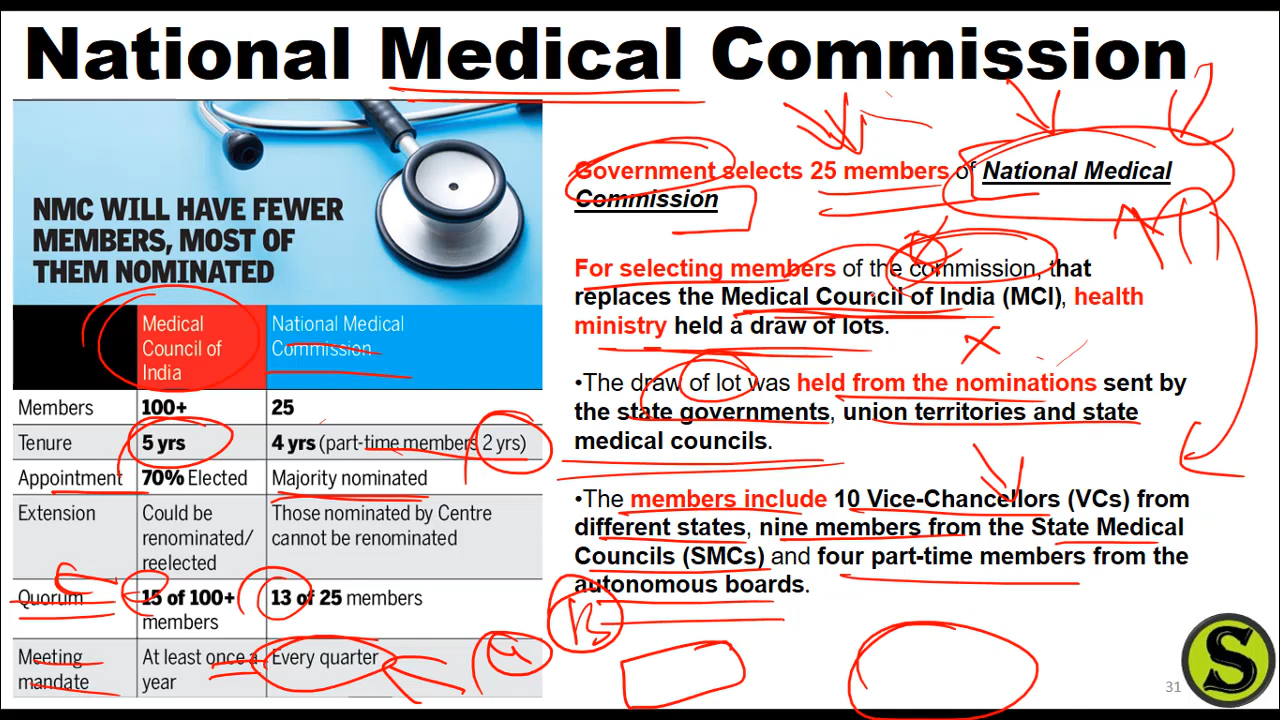 National Medical Commission
NMC WILL HAVE FEWER
MEMBERS, MOST OF
THEM NOMINATED
Medical Council of India
National Medical Commission
Members 100+ 25
Tenure 5 yrs 4 yrs (part-time members 2 yrs)
Appointment 70% Elected Majority nominated
Extension Could be renominated/ reelected Those nominated by Centre cannot be renominated
Quorum 15 of 100+ members 13 of 25 members
Meeting mandate At least once a year Every quarter
Government selects 25 members of National Medical
Commission
For selecting members of the commission, that
replaces the Medical Council of India (MCI), health
ministry held a draw of lots.
•The draw of lot was held from the nominations sent by
the state governments, union territories and state
medical councils.
•The members include 10 Vice-Chancellors (VCs) from
different states, nine members from the State Medical
Councils (SMCs) and four part-time members from the
autonomous boards.
13
4
31
S